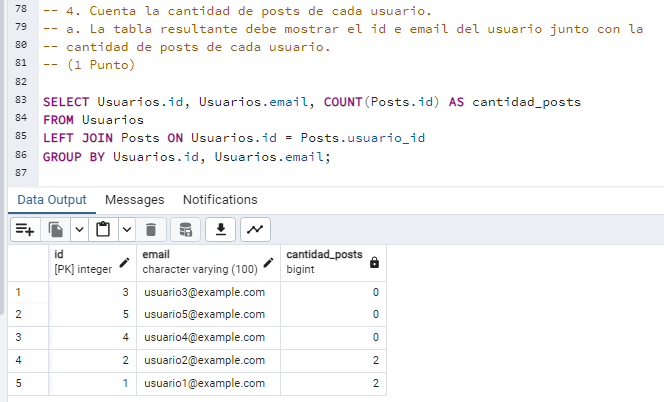 78 -- 4. Cuenta la cantidad de posts de cada usuario.
79 -- a. La tabla resultante debe mostrar el id e email del usuario junto con la
80 -- cantidad de posts de cada usuario.
81 -- (1 Punto)
82
83 SELECT Usuarios.id, Usuarios.email, COUNT(Posts.id) AS cantidad_posts
84 FROM Usuarios
85 LEFT JOIN Posts ON Usuarios.id = Posts.usuario_id
86 GROUP BY Usuarios.id, Usuarios.email;
87
Data Output Messages Notifications
id email cantidad_posts
[PK] integer character varying (100) bigint
1 3 usuario3@example.com 0
2 5 usuario5@example.com 0
3 4 usuario4@example.com 0
4 2 usuario2@example.com 2
5 1 usuario1@example.com 2